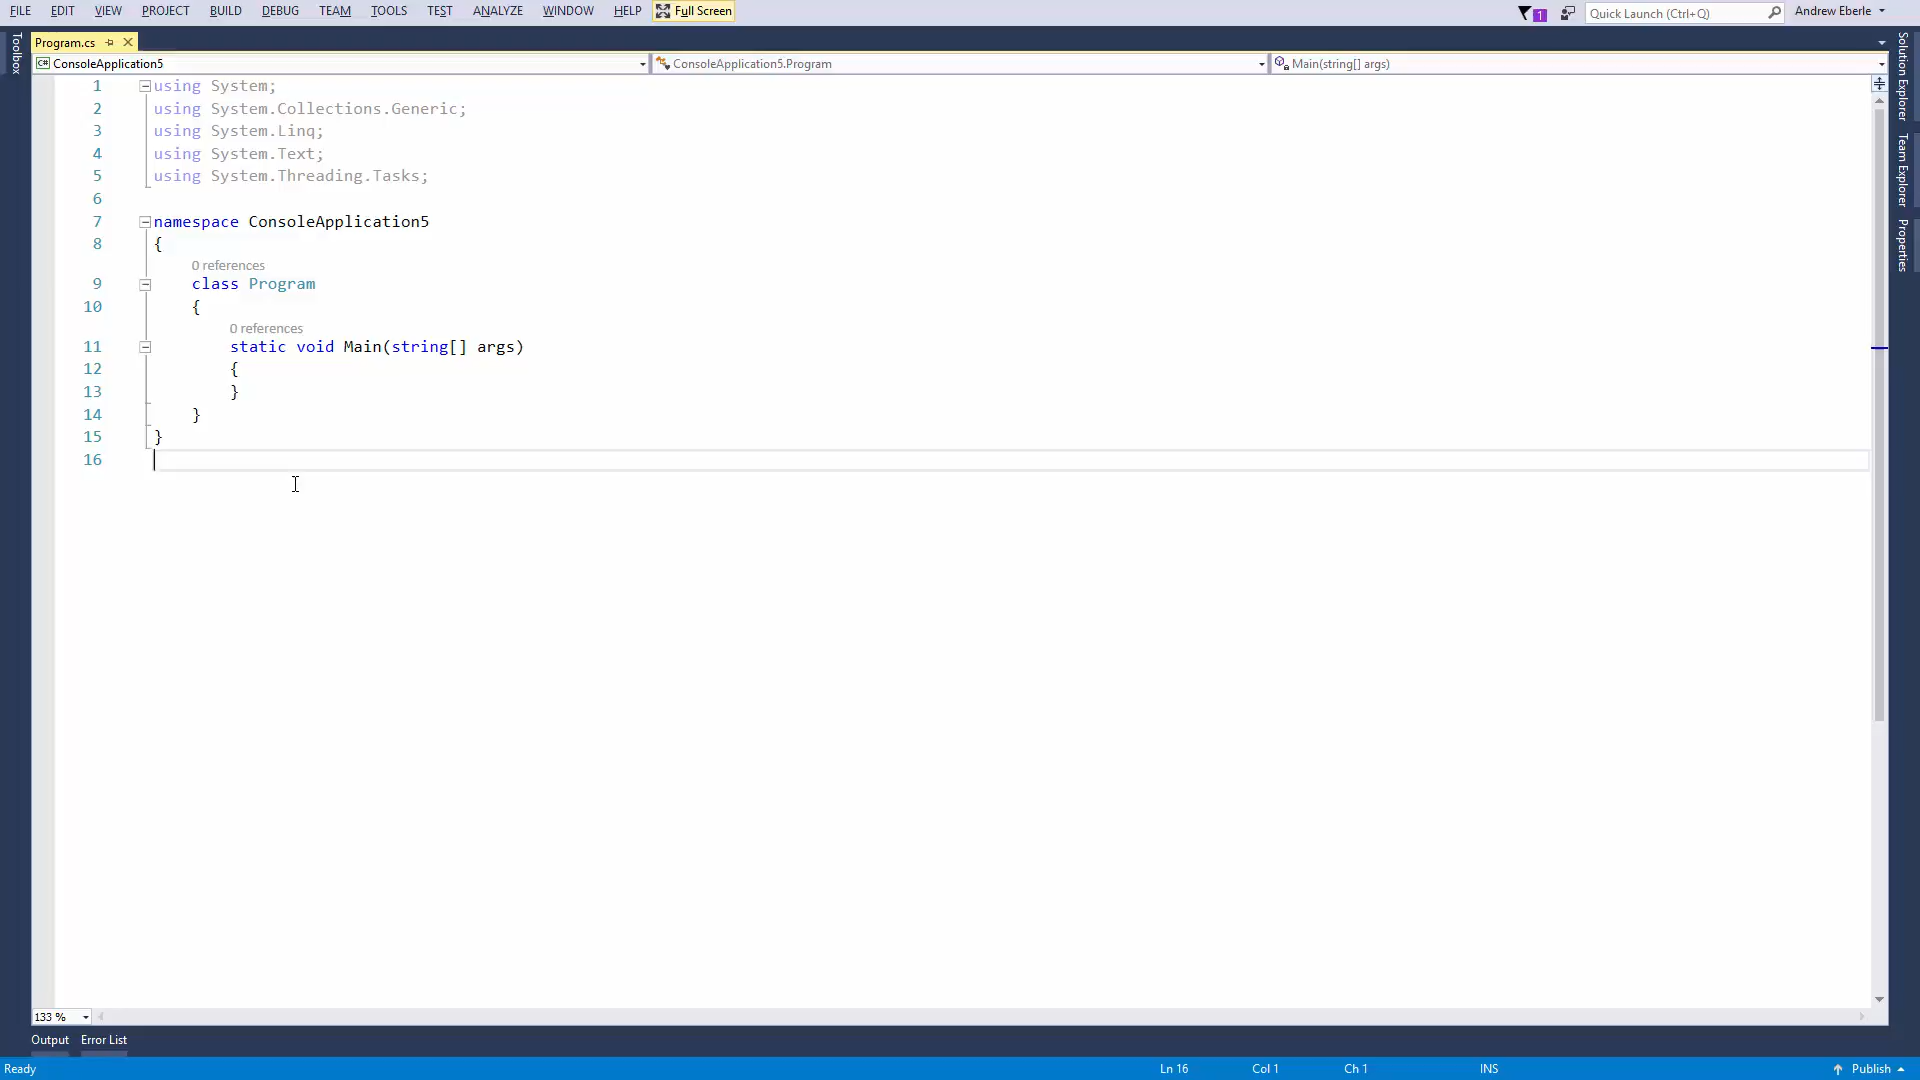 FILE EDIT VIEW PROJECT BUILD DEBUG TEAM TOOLS TEST ANALYZE WINDOW HELP Full Screen 1 Quick Launch (Ctrl+Q) Andrew Eberle
Toolbox
Program.cs
ConsoleApplication5 ConsoleApplication5.Program Main(string[] args)
Solution Explorer
Team Explorer
Properties
1 using System;
2 using System.Collections.Generic;
3 using System.Linq;
4 using System.Text;
5 using System.Threading.Tasks;
6
7 namespace ConsoleApplication5
8 {
0 references
9 class Program
10 {
0 references
11 static void Main(string[] args)
12 {
13 }
14 }
15 }
16
133 %
Output Error List
Ready Ln 16 Col 1 Ch 1 INS Publish